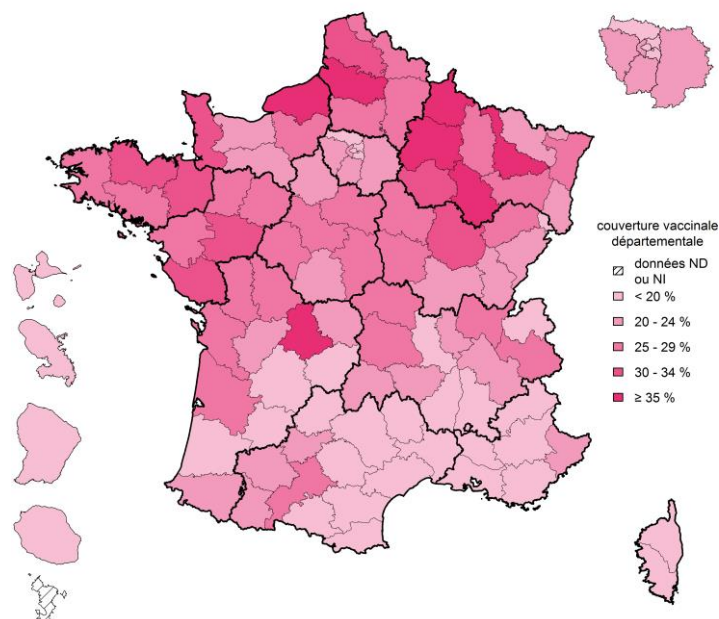 couverture vaccinale
départementale
données ND
ou NI
< 20 %
20 - 24 %
25 - 29 %
30 - 34 %
≥ 35 %